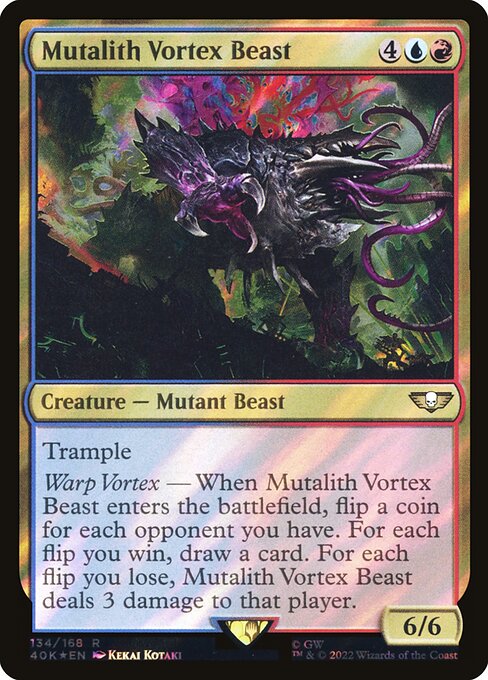 Mutalith Vortex Beast 4
Creature — Mutant Beast
Trample
Warp Vortex — When Mutalith Vortex
Beast enters the battlefield, flip a coin
for each opponent you have. For each
flip you win, draw a card. For each
flip you lose, Mutalith Vortex Beast
deals 3 damage to that player.
6/6
134/168 R
40K★EN Kekai Kotaki
© GW
™ & © 2022 Wizards of the Coast